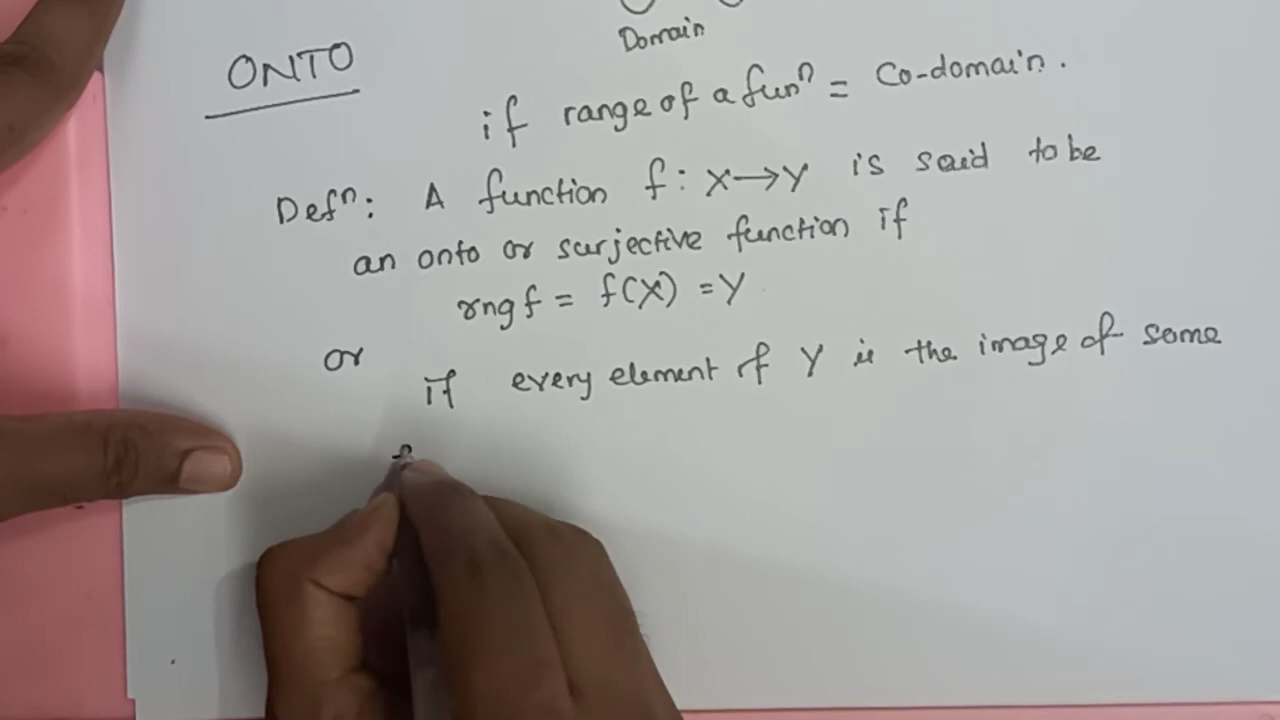 Domain
ONTO
if range of a funⁿ = Co-domain.
Defⁿ: A function f: X→Y is said to be
an onto or surjective function if
rng f = f(X) = Y
or
if every element of Y is the image of some